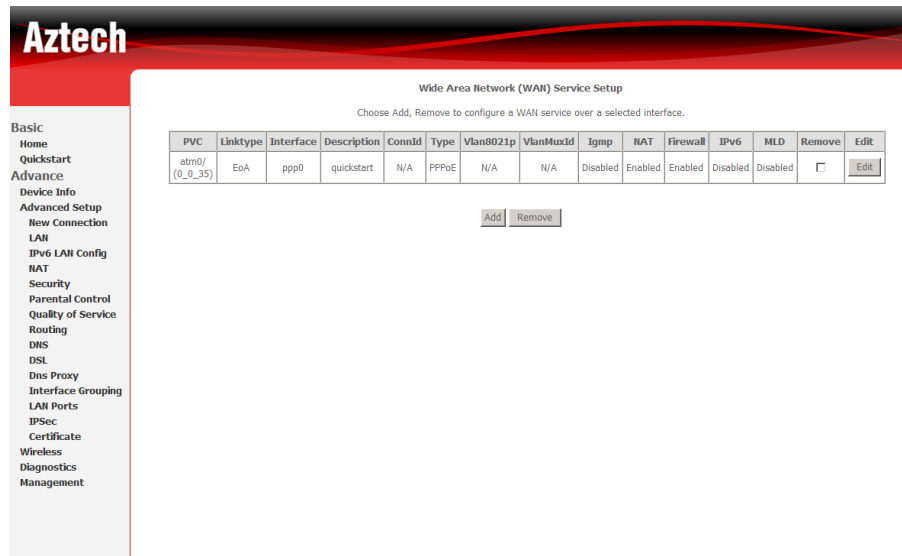 Aztech
Wide Area Network (WAN) Service Setup
Choose Add, Remove to configure a WAN service over a selected interface.
Basic
Home
Quickstart
Advance
Device Info
Advanced Setup
New Connection
LAN
IPv6 LAN Config
NAT
Security
Parental Control
Quality of Service
Routing
DNS
DSL
Dns Proxy
Interface Grouping
LAN Ports
IPSec
Certificate
Wireless
Diagnostics
Management
PVC Linktype Interface Description ConnId Type Vlan8021p VlanMuxId Igmp NAT Firewall IPv6 MLD Remove Edit
atm0/
(0_0_35) EoA ppp0 quickstart N/A PPPoE N/A N/A Disabled Enabled Enabled Disabled Disabled Edit
Add Remove